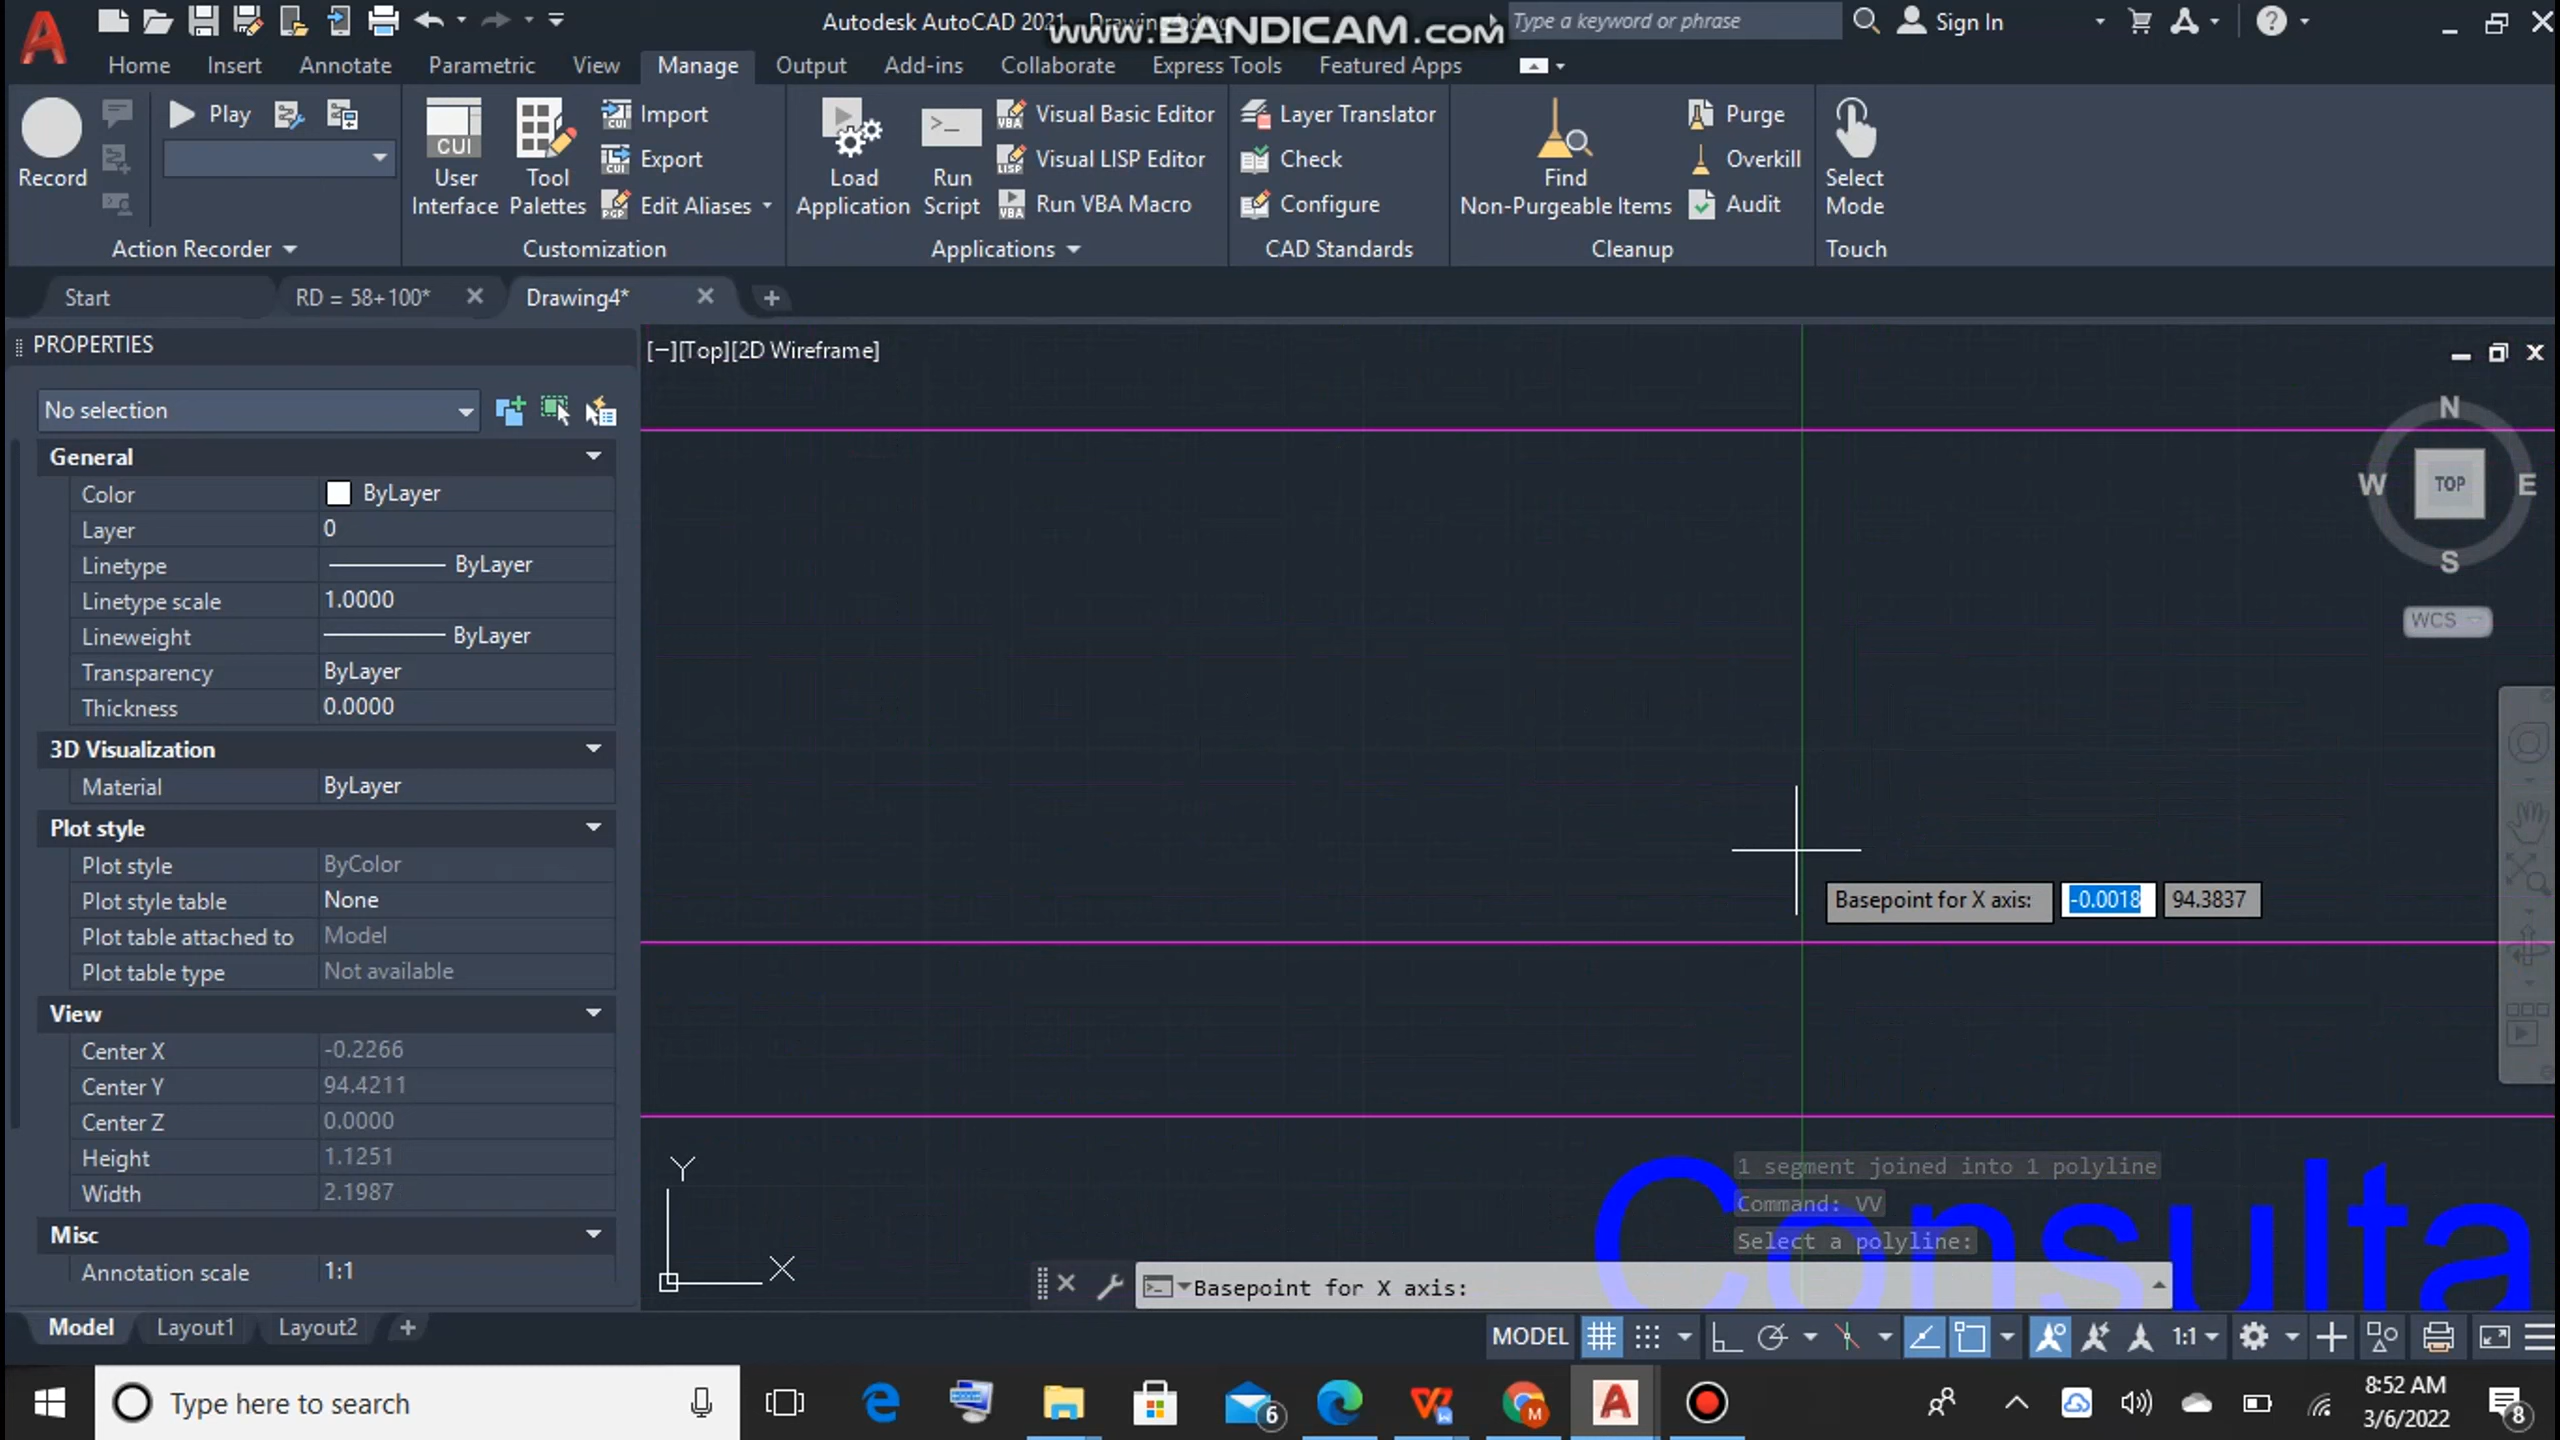 Autodesk AutoCAD 2021 Drawing4.dwg
www.BANDICAM.com
Type a keyword or phrase
Sign In
Home Insert Annotate Parametric View Manage Output Add-ins Collaborate Express Tools Featured Apps
Record
Play
Action Recorder
CUI
User Interface
Tool Palettes
Import
Export
Edit Aliases
Customization
Load Application
Run Script
Visual Basic Editor
Visual LISP Editor
Run VBA Macro
Applications
Layer Translator
Check
Configure
CAD Standards
Find Non-Purgeable Items
Purge
Overkill
Audit
Cleanup
Select Mode
Touch
Start RD = 58+100* Drawing4*
PROPERTIES
No selection
General
Color ByLayer
Layer 0
Linetype ByLayer
Linetype scale 1.0000
Lineweight ByLayer
Transparency ByLayer
Thickness 0.0000
3D Visualization
Material ByLayer
Plot style
Plot style ByColor
Plot style table None
Plot table attached to Model
Plot table type Not available
View
Center X -0.2266
Center Y 94.4211
Center Z 0.0000
Height 1.1251
Width 2.1987
Misc
Annotation scale 1:1
[−][Top][2D Wireframe]
N
W TOP E
S
WCS
Basepoint for X axis: -0.0018 94.3837
Y
X
Consulta
1 segment joined into 1 polyline
Command: VV
Select a polyline:
Basepoint for X axis:
Model Layout1 Layout2
MODEL 1:1
Type here to search
6
M
8:52 AM
3/6/2022
8